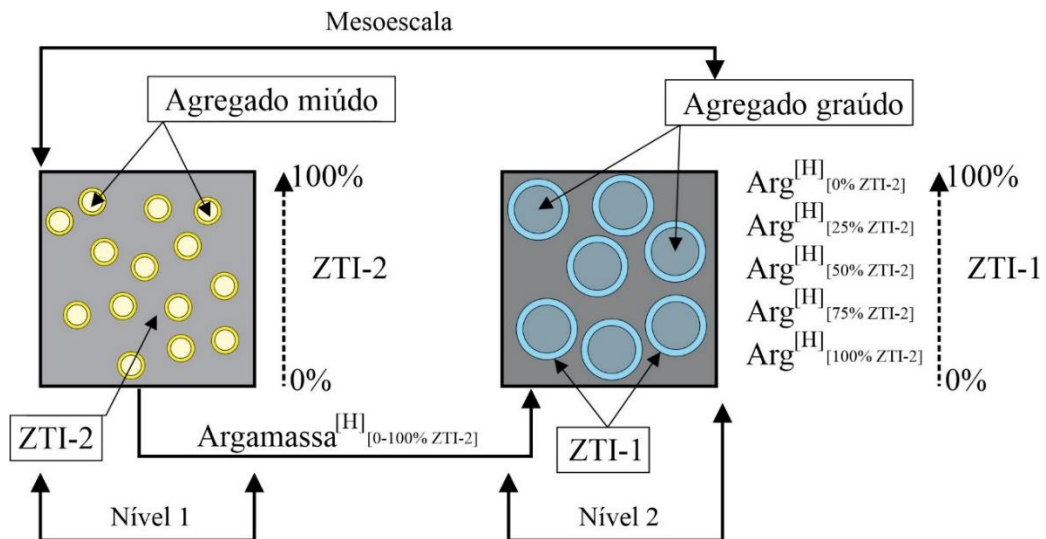 Mesoescala
Agregado miúdo
Agregado graúdo
100%
ZTI-2
0%
Arg[H][0% ZTI-2]
Arg[H][25% ZTI-2]
Arg[H][50% ZTI-2]
Arg[H][75% ZTI-2]
Arg[H][100% ZTI-2]
100%
ZTI-1
0%
ZTI-2
Argamassa[H][0-100% ZTI-2]
ZTI-1
Nível 1
Nível 2